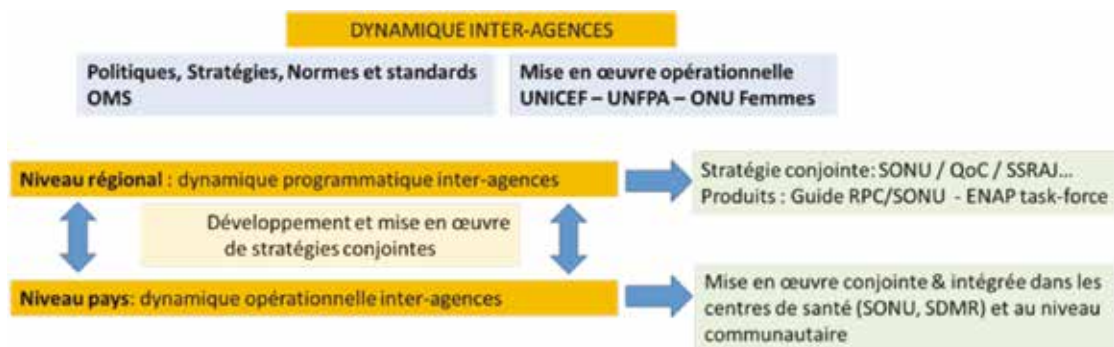 DYNAMIQUE INTER-AGENCES
Politiques, Stratégies, Normes et standards
OMS
Mise en œuvre opérationnelle
UNICEF – UNFPA – ONU Femmes
Niveau régional : dynamique programmatique inter-agences
Stratégie conjointe: SONU / QoC / SSRAJ...
Produits : Guide RPC/SONU - ENAP task-force
Développement et mise en œuvre
de stratégies conjointes
Niveau pays: dynamique opérationnelle inter-agences
Mise en œuvre conjointe & intégrée dans les
centres de santé (SONU, SDMR) et au niveau
communautaire